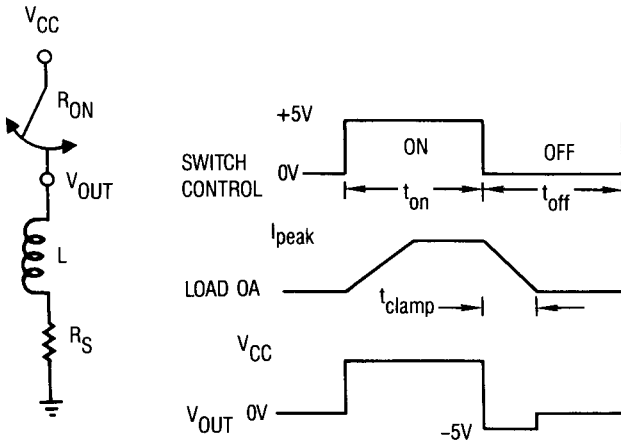 VCC
RON
VOUT
L
RS
+5V
ON
OFF
SWITCH
CONTROL
0V
ton
toff
Ipeak
LOAD 0A
tclamp
VCC
VOUT 0V
-5V